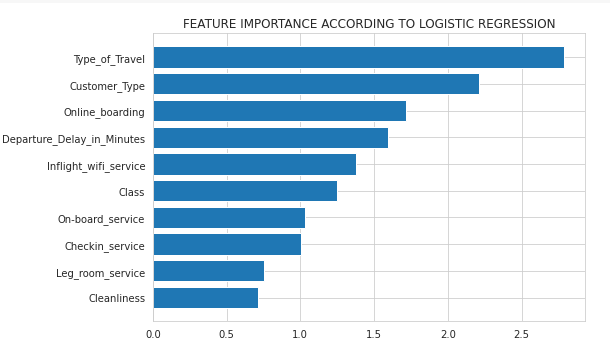 FEATURE IMPORTANCE ACCORDING TO LOGISTIC REGRESSION
Type_of_Travel
Customer_Type
Online_boarding
Departure_Delay_in_Minutes
Inflight_wifi_service
Class
On-board_service
Checkin_service
Leg_room_service
Cleanliness
0.0 0.5 1.0 1.5 2.0 2.5